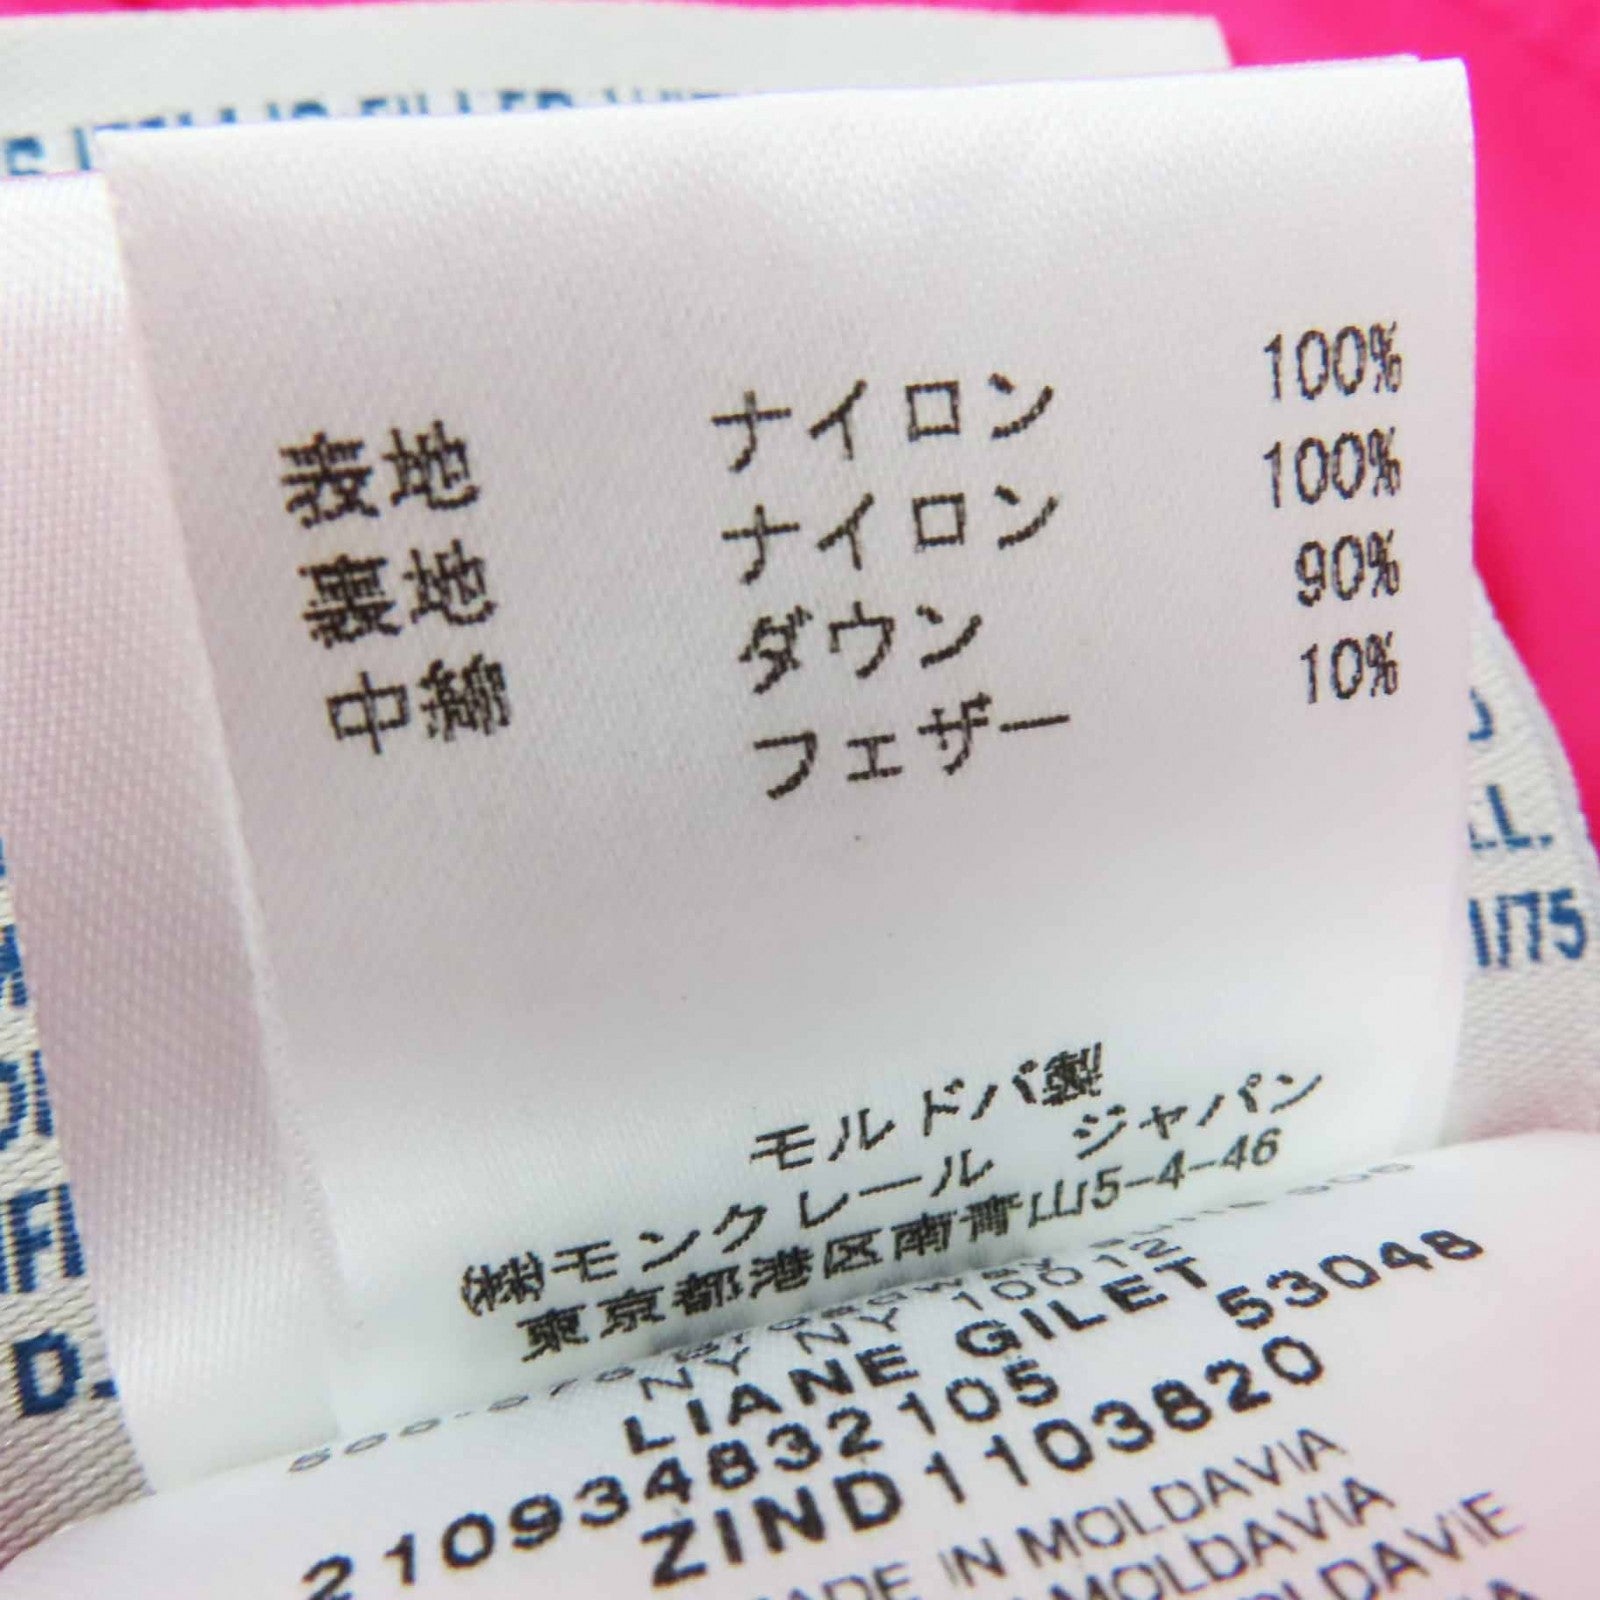 表地 ナイロン 100%
裏地 ナイロン 100%
中綿 ダウン 90%
フェザー 10%
モルドバ製
㈱モンクレール ジャパン
東京都港区南青山5-4-46
NY NY 10012
LIANE GILET
210934832105 53048
ZIND1103820
MADE IN MOLDAVIA
MOLDAVIA
MOLDAVIE
1/75
D.